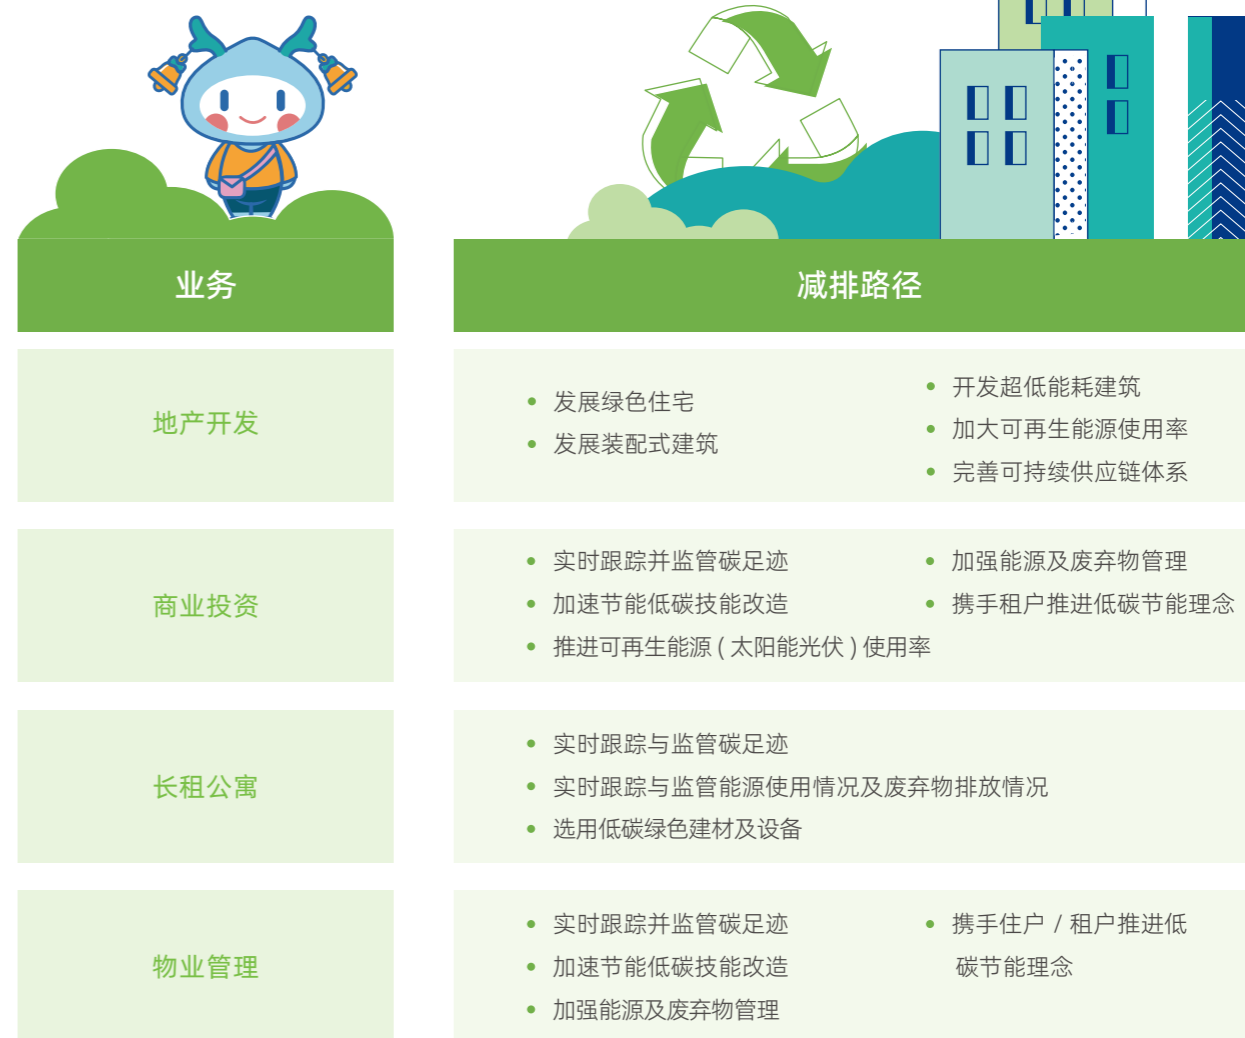 业务
减排路径
地产开发
发展绿色住宅
发展装配式建筑
开发超低能耗建筑
加大可再生能源使用率
完善可持续供应链体系
商业投资
实时跟踪并监管碳足迹
加速节能低碳技能改造
推进可再生能源 ( 太阳能光伏 ) 使用率
加强能源及废弃物管理
携手租户推进低碳节能理念
长租公寓
实时跟踪与监管碳足迹
实时跟踪与监管能源使用情况及废弃物排放情况
选用低碳绿色建材及设备
物业管理
实时跟踪并监管碳足迹
加速节能低碳技能改造
加强能源及废弃物管理
携手住户 / 租户推进低
碳节能理念